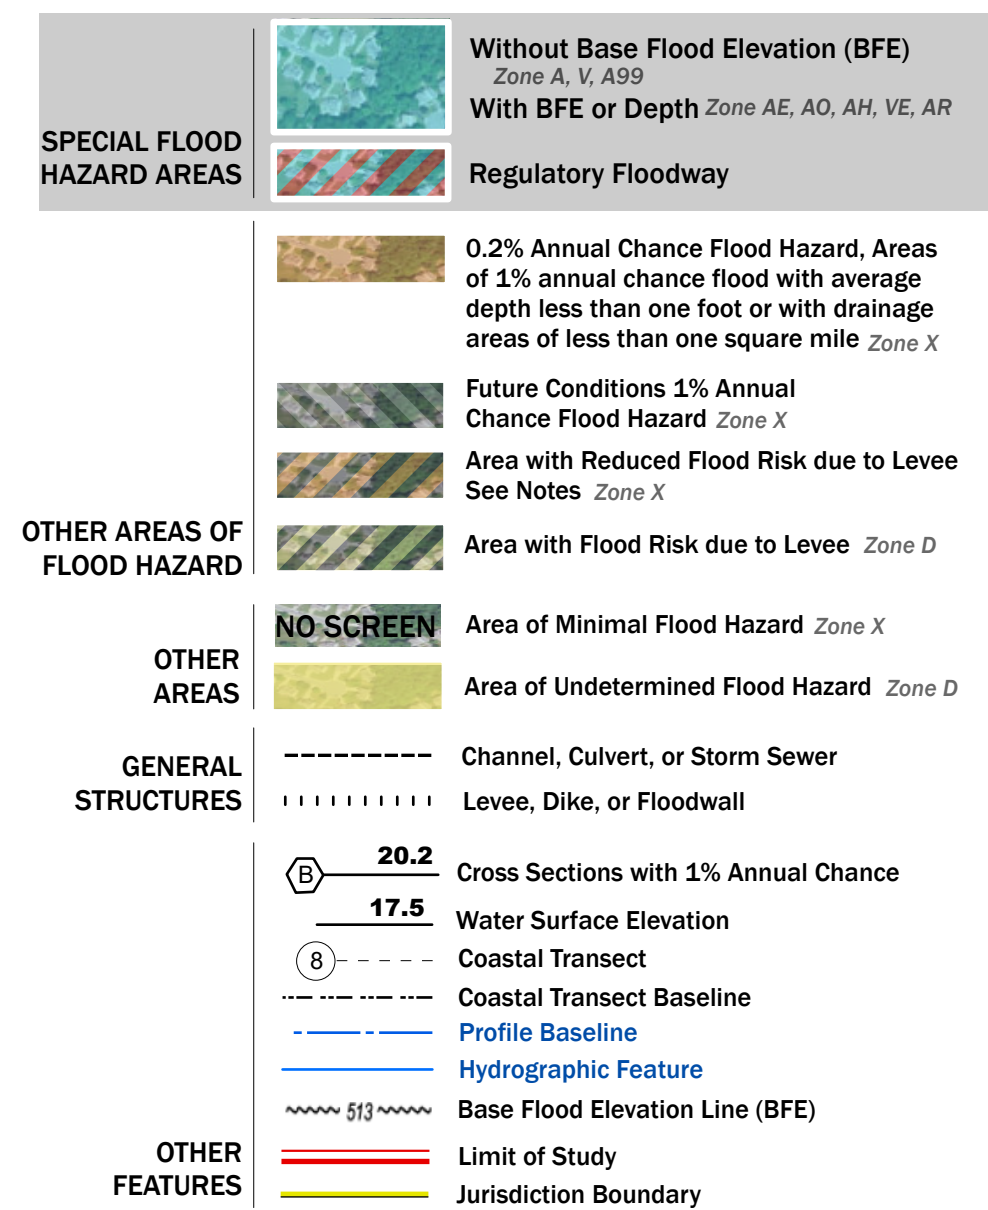 SPECIAL FLOOD
HAZARD AREAS
Without Base Flood Elevation (BFE)
Zone A, V, A99
With BFE or Depth Zone AE, AO, AH, VE, AR
Regulatory Floodway
OTHER AREAS OF
FLOOD HAZARD
0.2% Annual Chance Flood Hazard, Areas
of 1% annual chance flood with average
depth less than one foot or with drainage
areas of less than one square mile Zone X
Future Conditions 1% Annual
Chance Flood Hazard Zone X
Area with Reduced Flood Risk due to Levee
See Notes Zone X
Area with Flood Risk due to Levee Zone D
OTHER
AREAS
NO SCREEN Area of Minimal Flood Hazard Zone X
Area of Undetermined Flood Hazard Zone D
GENERAL
STRUCTURES
Channel, Culvert, or Storm Sewer
Levee, Dike, or Floodwall
OTHER
FEATURES
B 20.2 Cross Sections with 1% Annual Chance
17.5 Water Surface Elevation
8 Coastal Transect
Coastal Transect Baseline
Profile Baseline
Hydrographic Feature
513 Base Flood Elevation Line (BFE)
Limit of Study
Jurisdiction Boundary